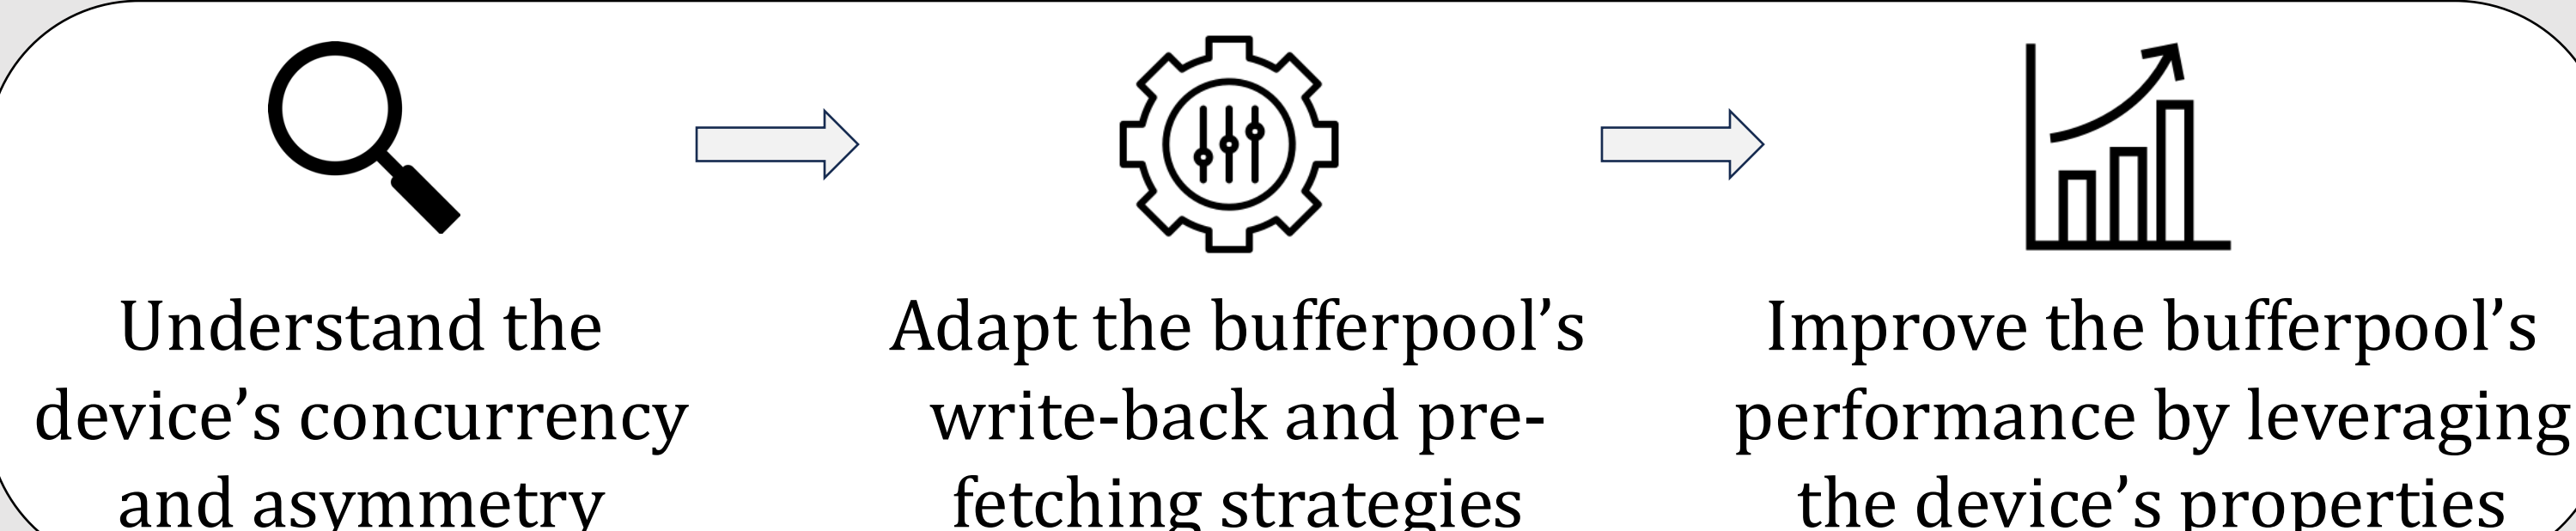 Understand the
device’s concurrency
and asymmetry
Adapt the bufferpool’s
write-back and pre-
fetching strategies
Improve the bufferpool’s
performance by leveraging
the device’s properties